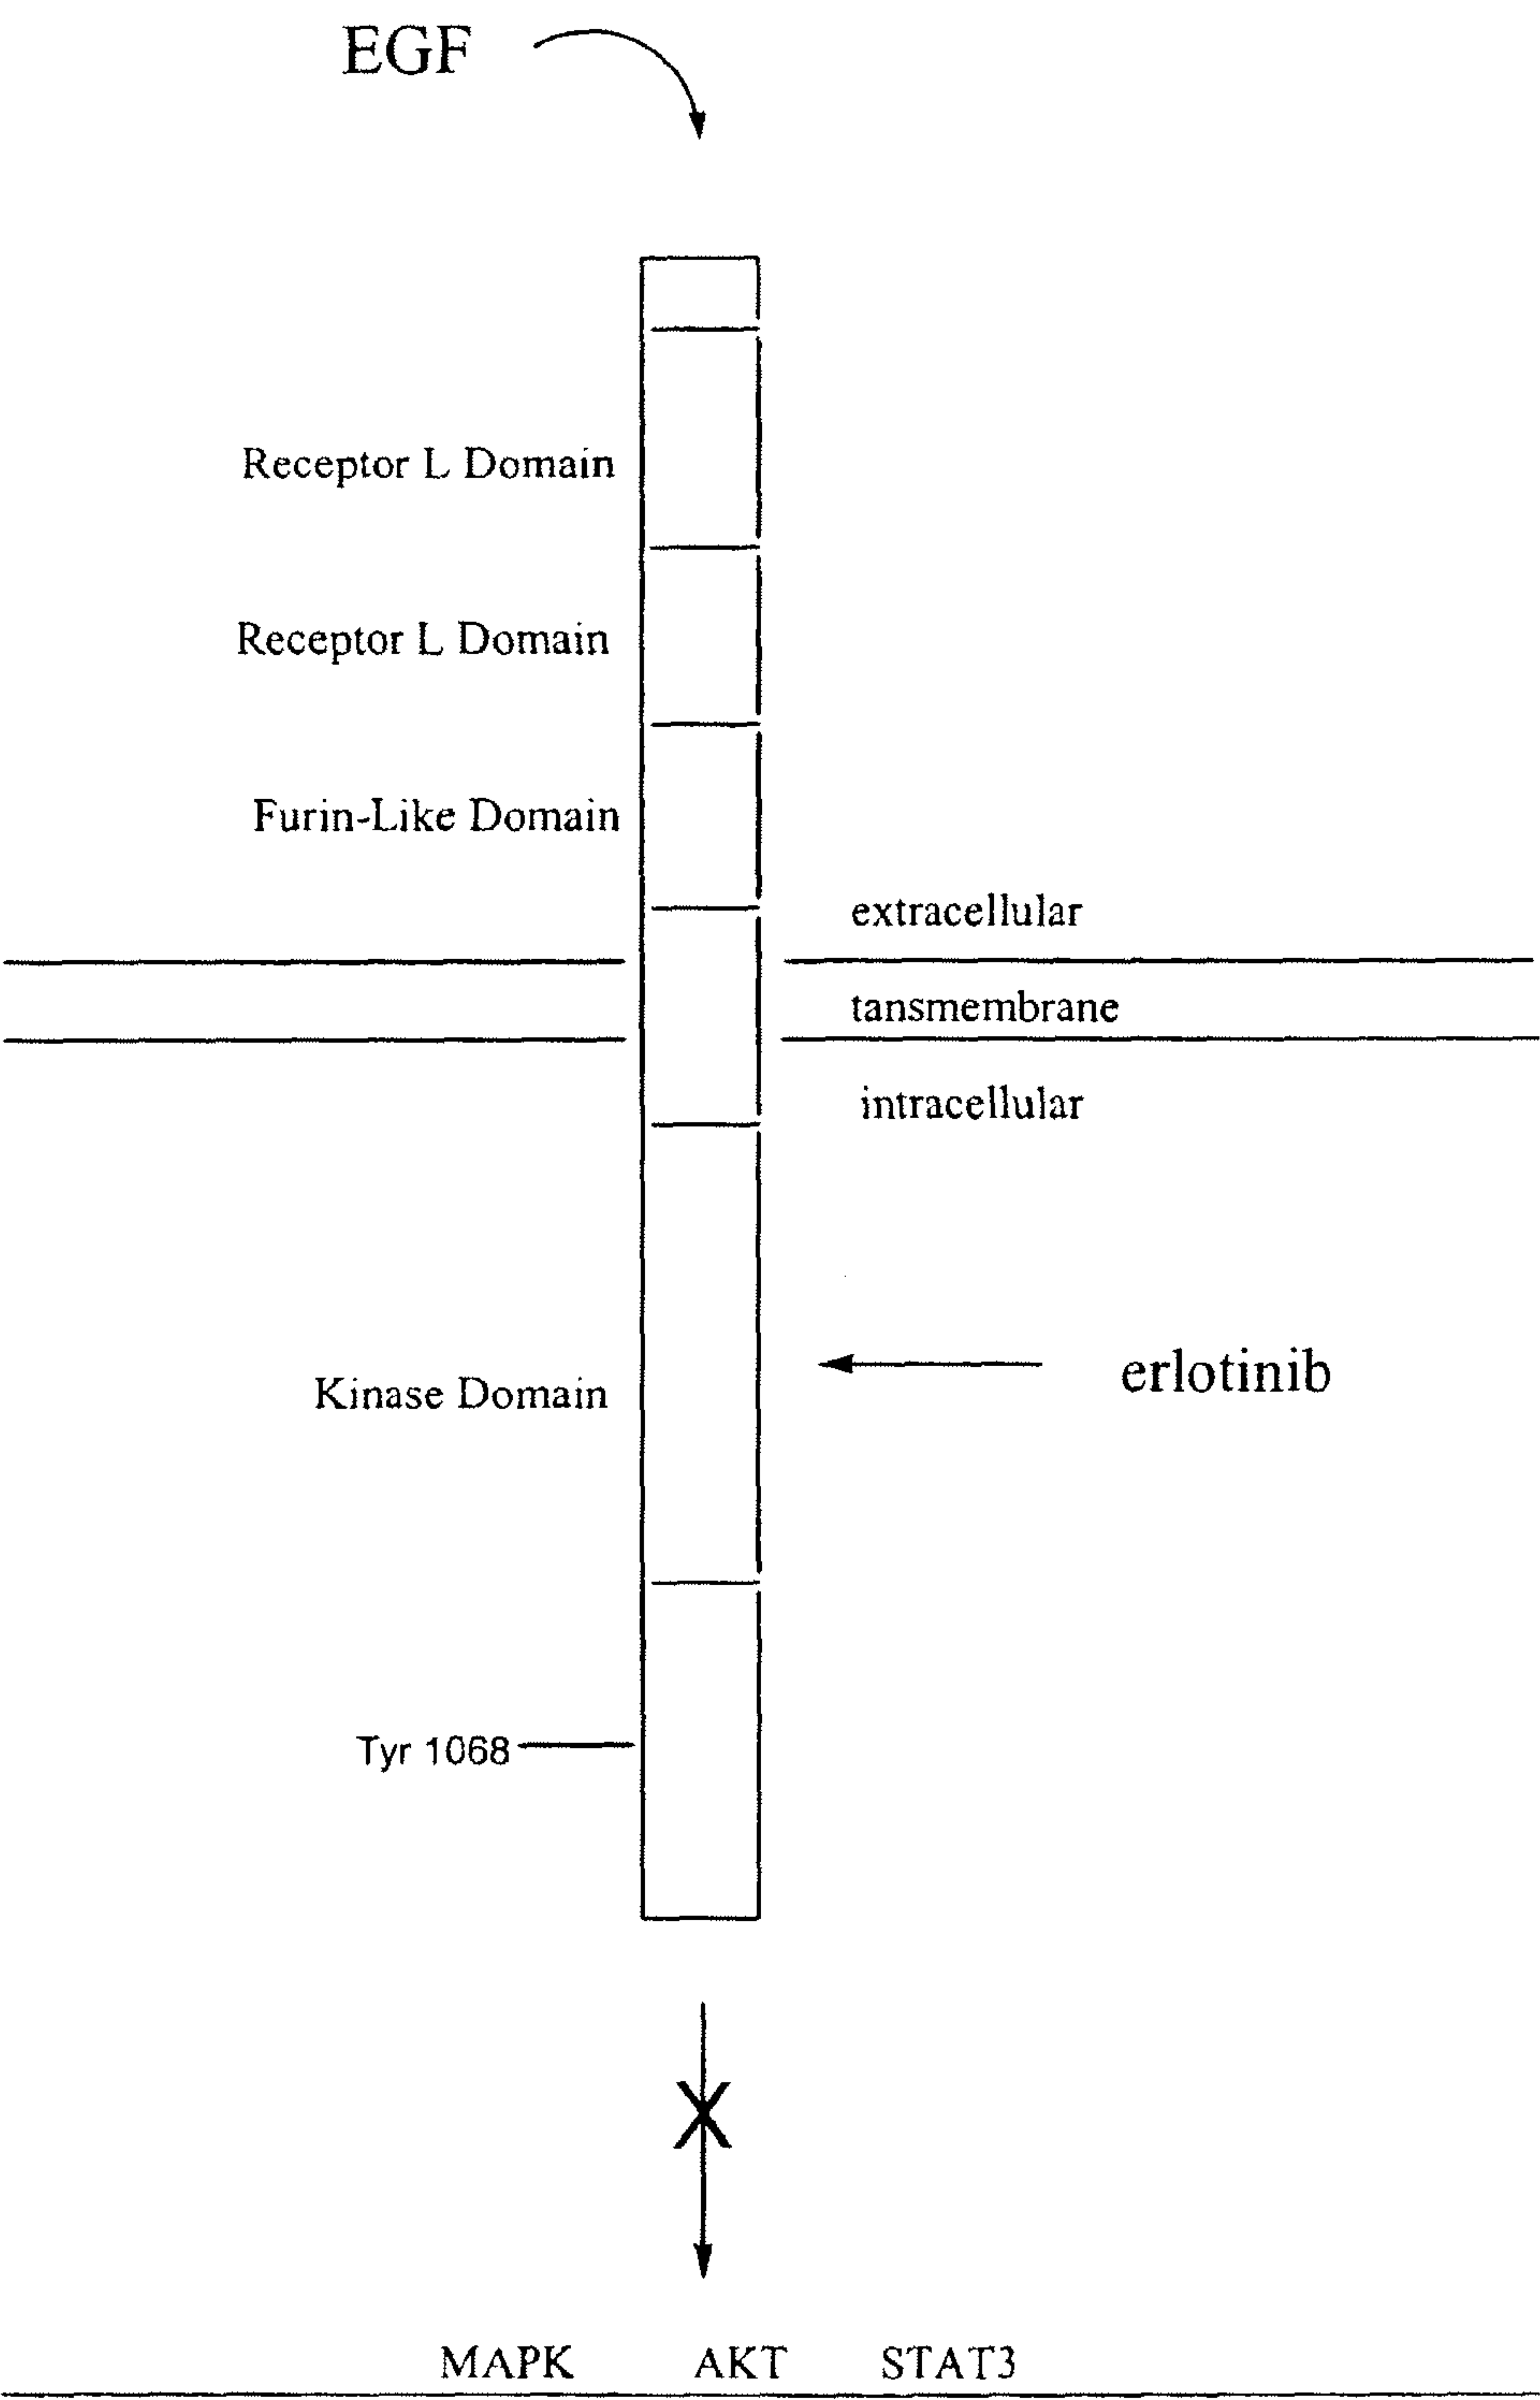 EGF
Receptor L Domain
Receptor L Domain
Furin-Like Domain
extracellular
tansmembrane
intracellular
erlotinib
Kinase Domain
Tyr 1068
X
MAPK AKT STAT3